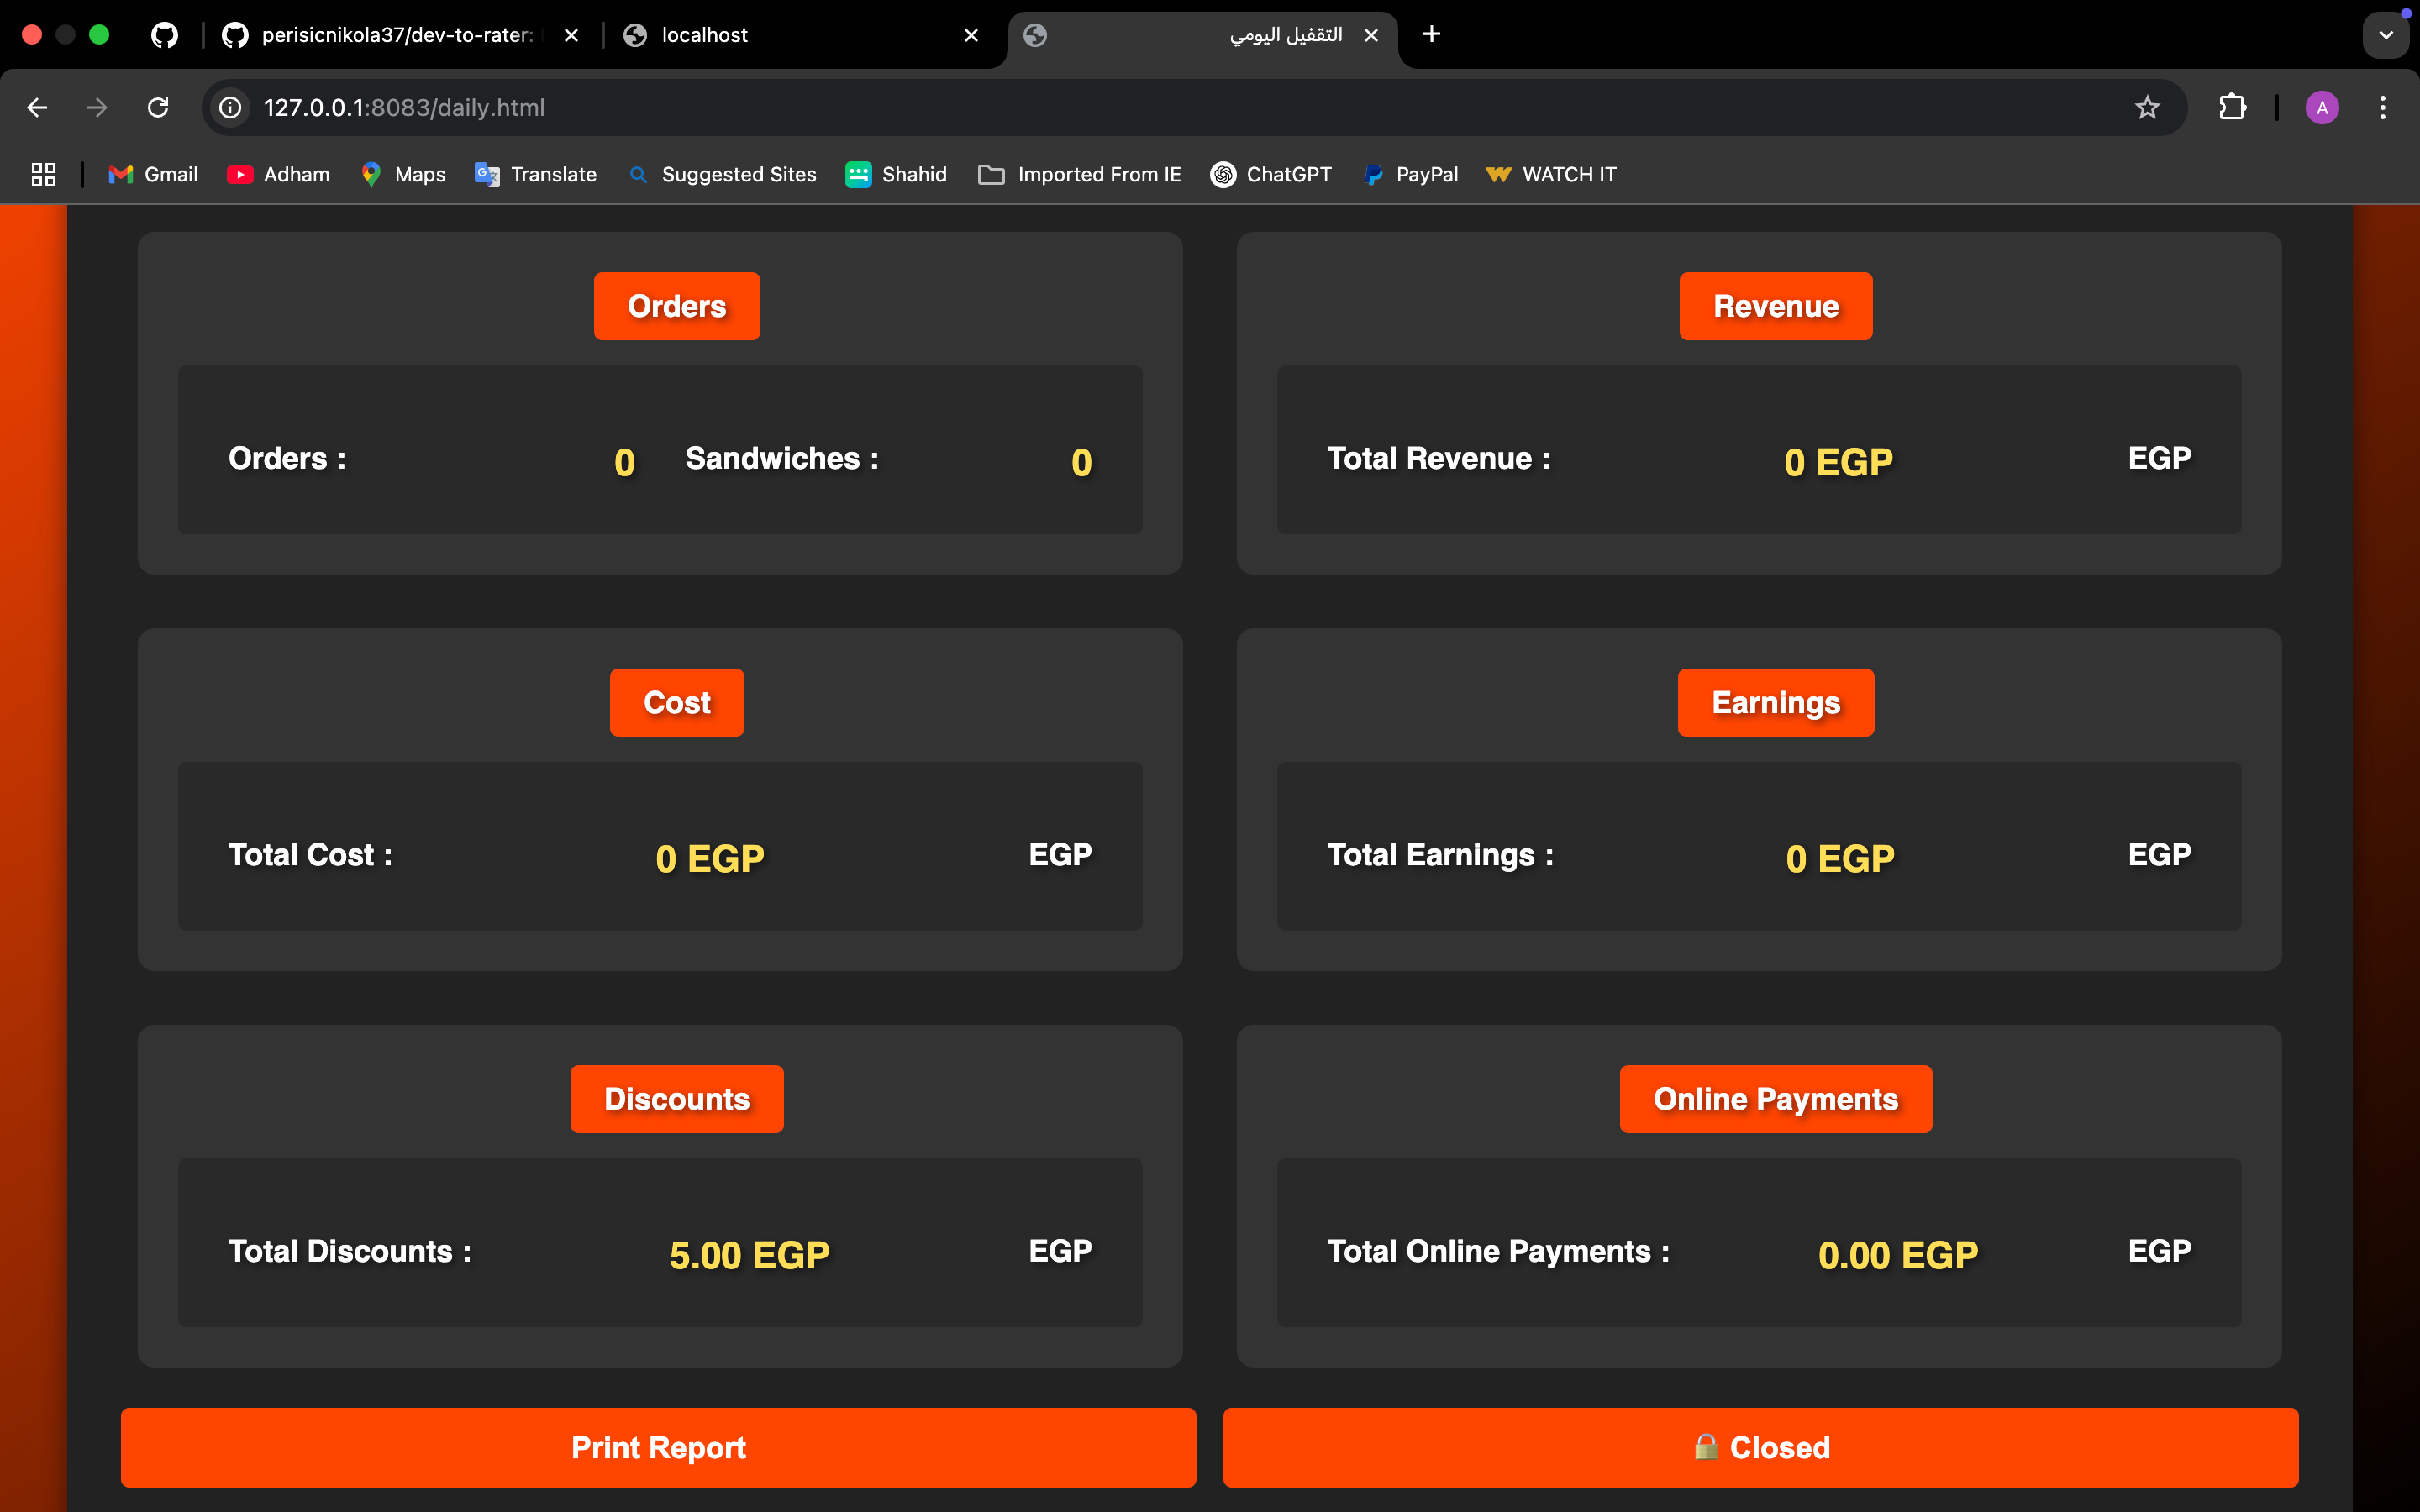 perisicnikola37/dev-to-rater:
localhost
التقفيل اليومي
127.0.0.1:8083/daily.html
A
Gmail
Adham
Maps
Translate
Suggested Sites
Shahid
Imported From IE
ChatGPT
PayPal
WATCH IT
Orders
Revenue
Orders : 0 Sandwiches : 0
Total Revenue : 0 EGP EGP
Cost
Earnings
Total Cost : 0 EGP EGP
Total Earnings : 0 EGP EGP
Discounts
Online Payments
Total Discounts : 5.00 EGP EGP
Total Online Payments : 0.00 EGP EGP
Print Report
🔒 Closed